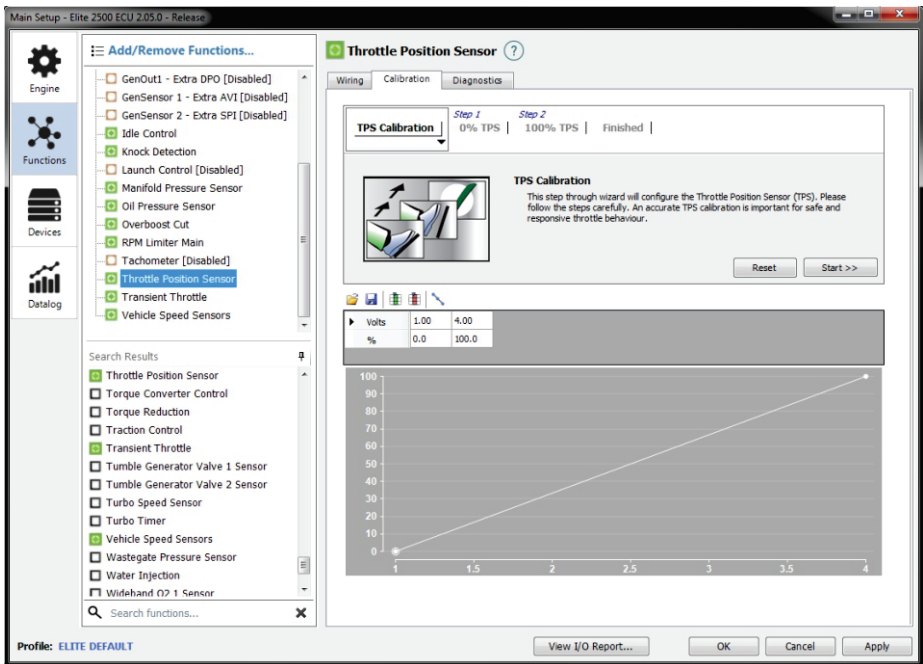 Main Setup - Elite 2500 ECU 2.05.0 - Release
Engine
Functions
Devices
Datalog
Add/Remove Functions...
GenOut1 - Extra DPO [Disabled]
GenSensor 1 - Extra AVI [Disabled]
GenSensor 2 - Extra SPI [Disabled]
Idle Control
Knock Detection
Launch Control [Disabled]
Manifold Pressure Sensor
Oil Pressure Sensor
Overboost Cut
RPM Limiter Main
Tachometer [Disabled]
Throttle Position Sensor
Transient Throttle
Vehicle Speed Sensors
Search Results
Throttle Position Sensor
Torque Converter Control
Torque Reduction
Traction Control
Transient Throttle
Tumble Generator Valve 1 Sensor
Tumble Generator Valve 2 Sensor
Turbo Speed Sensor
Turbo Timer
Vehicle Speed Sensors
Wastegate Pressure Sensor
Water Injection
Wideband O2 1 Sensor
Search functions...
Throttle Position Sensor ?
Wiring Calibration Diagnostics
Step 1 Step 2
TPS Calibration 0% TPS 100% TPS Finished
TPS Calibration
This step through wizard will configure the Throttle Position Sensor (TPS). Please
follow the steps carefully. An accurate TPS calibration is important for safe and
responsive throttle behaviour.
Reset Start >>
Volts 1.00 4.00
% 0.0 100.0
100
90
80
70
60
50
40
30
20
10
0
1 1.5 2 2.5 3 3.5 4
Profile: ELITE DEFAULT
View I/O Report... OK Cancel Apply